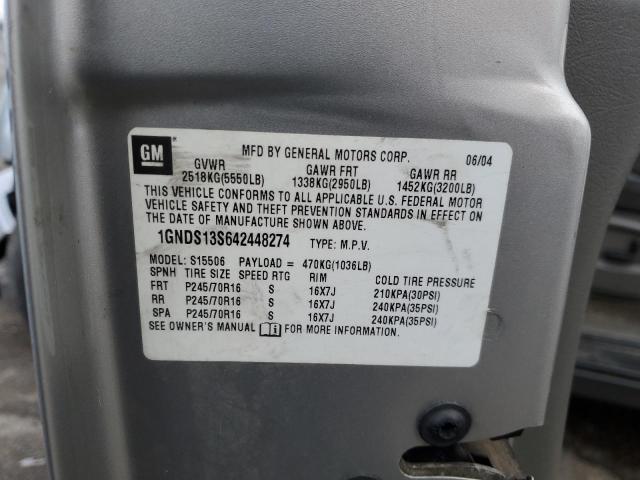 GM
MFD BY GENERAL MOTORS CORP. 06/04
GVWR GAWR FRT GAWR RR
2518KG(5550LB) 1338KG(2950LB) 1452KG(3200LB)
THIS VEHICLE CONFORMS TO ALL APPLICABLE U.S. FEDERAL MOTOR
VEHICLE SAFETY AND THEFT PREVENTION STANDARDS IN EFFECT ON
THE DATE OF MANUFACTURE SHOWN ABOVE.
1GNDS13S642448274 TYPE: M.P.V.
MODEL: S15506 PAYLOAD = 470KG(1036LB)
SPNH TIRE SIZE SPEED RTG RIM COLD TIRE PRESSURE
FRT P245/70R16 S 16X7J 210KPA(30PSI)
RR P245/70R16 S 16X7J 240KPA(35PSI)
SPA P245/70R16 S 16X7J 240KPA(35PSI)
SEE OWNER'S MANUAL FOR MORE INFORMATION.